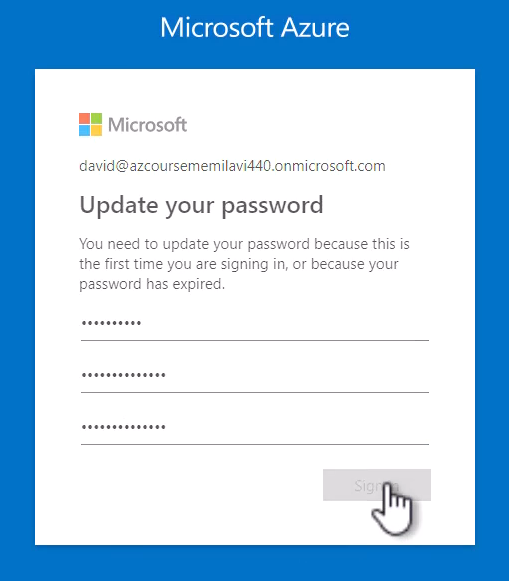 Microsoft Azure
Microsoft
david@azcoursememilavi440.onmicrosoft.com
Update your password
You need to update your password because this is
the first time you are signing in, or because your
password has expired.
••••••••••
••••••••••••••
••••••••••••••
Sign